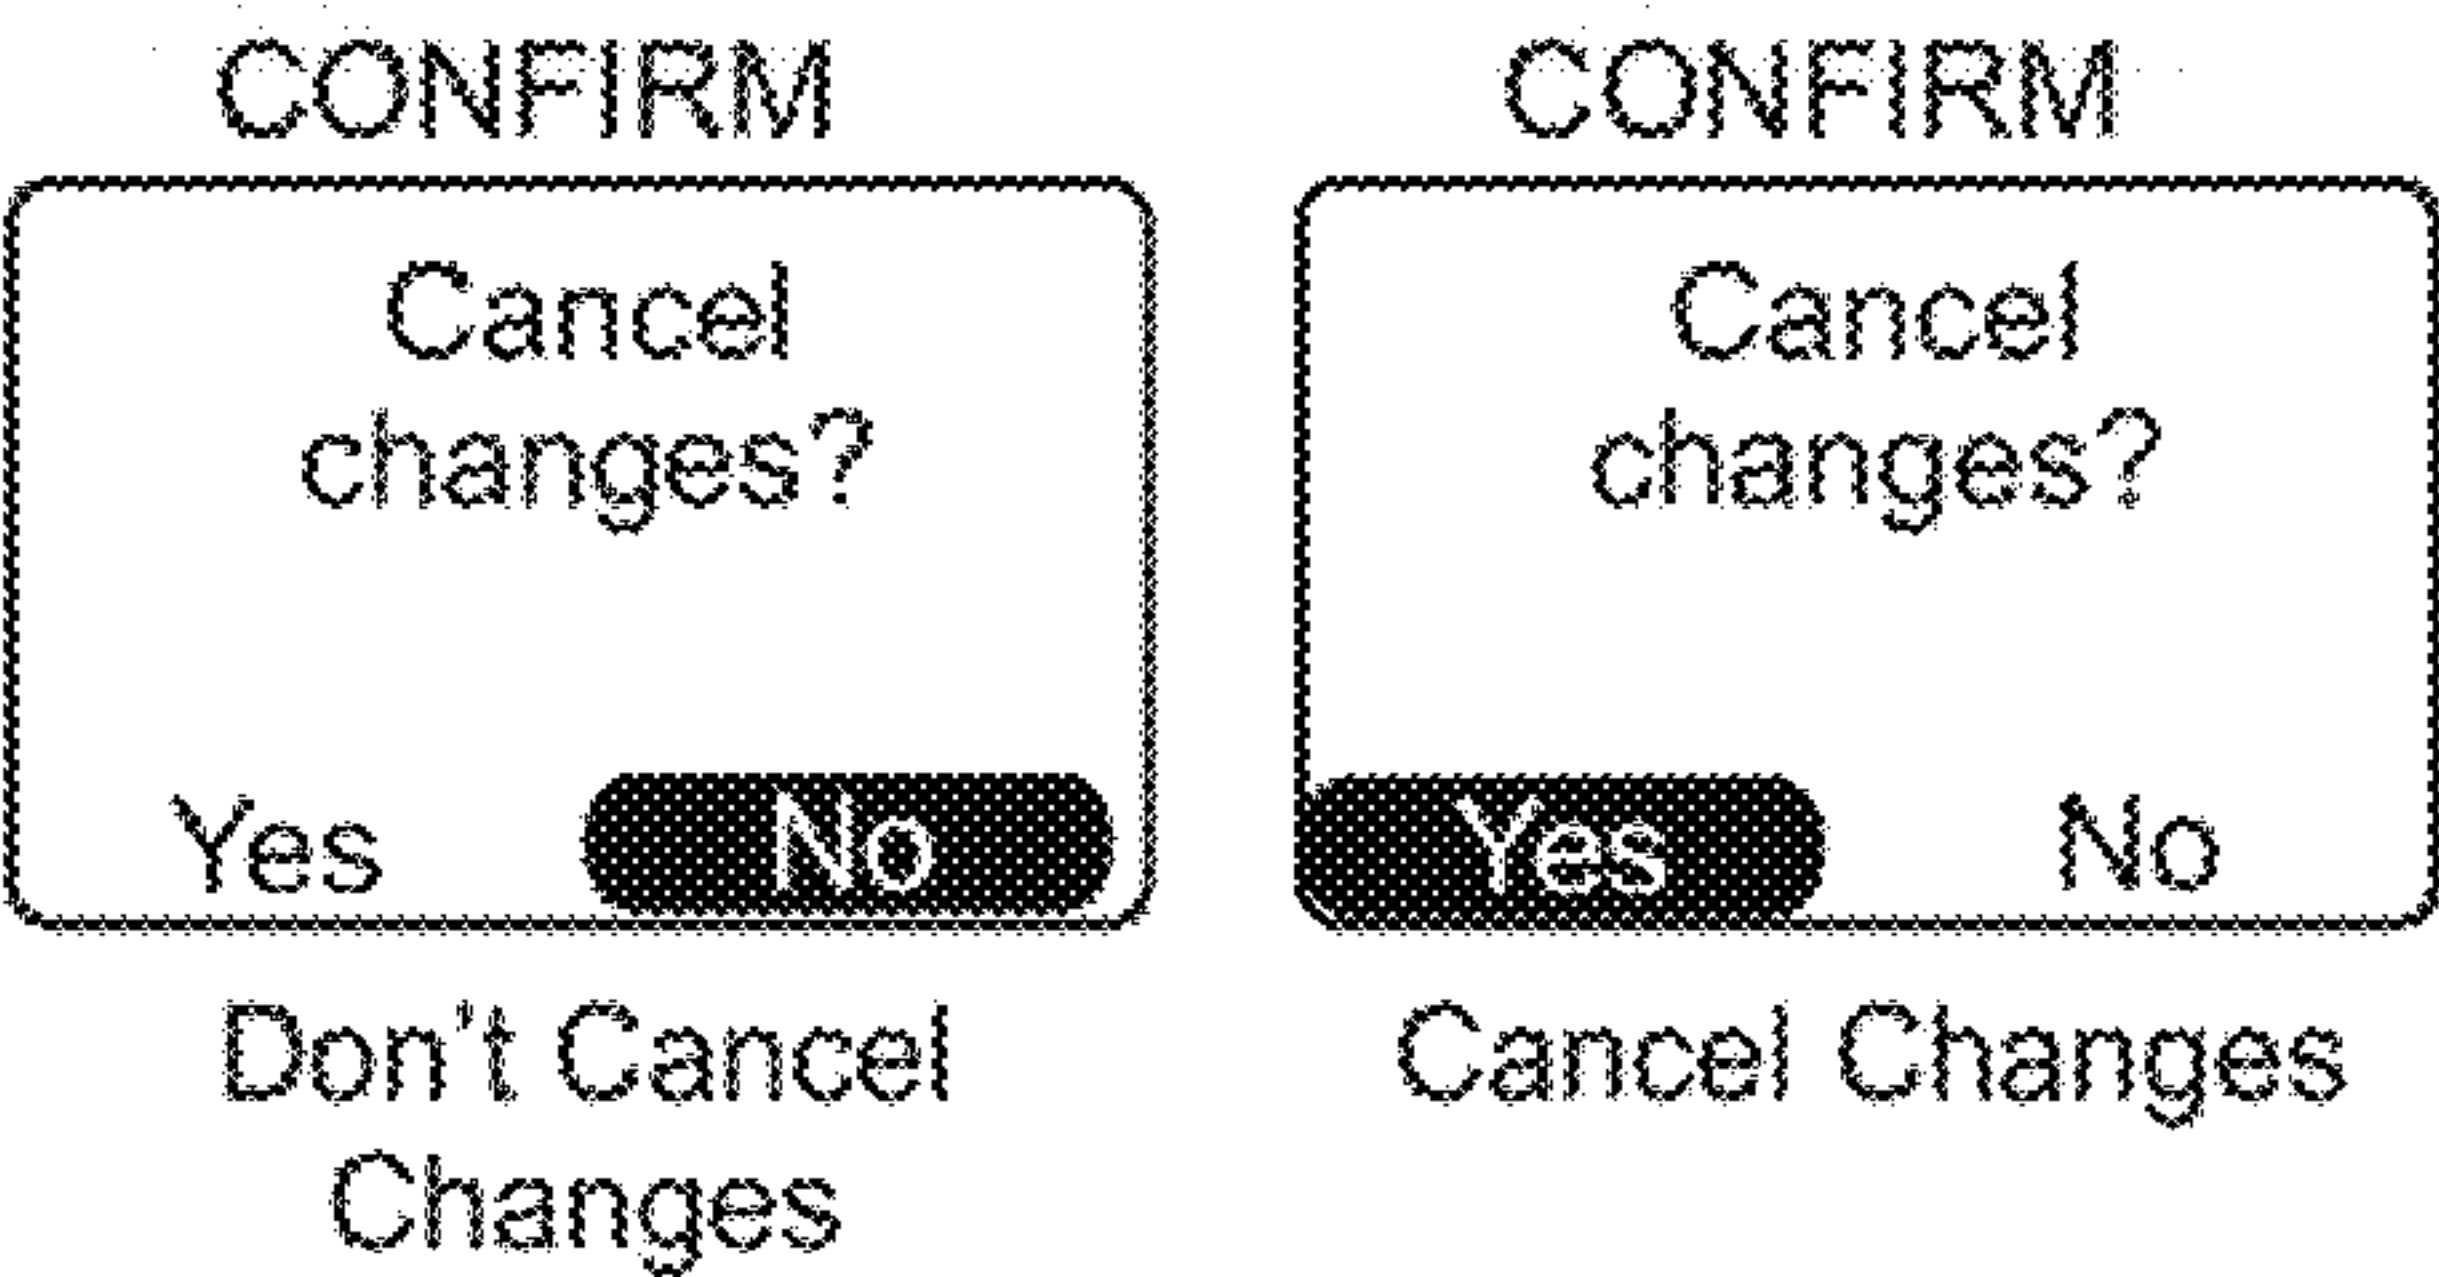 CONFIRM
Cancel
changes?
Yes No
Don't Cancel
Changes
CONFIRM
Cancel
changes?
Yes No
Cancel Changes